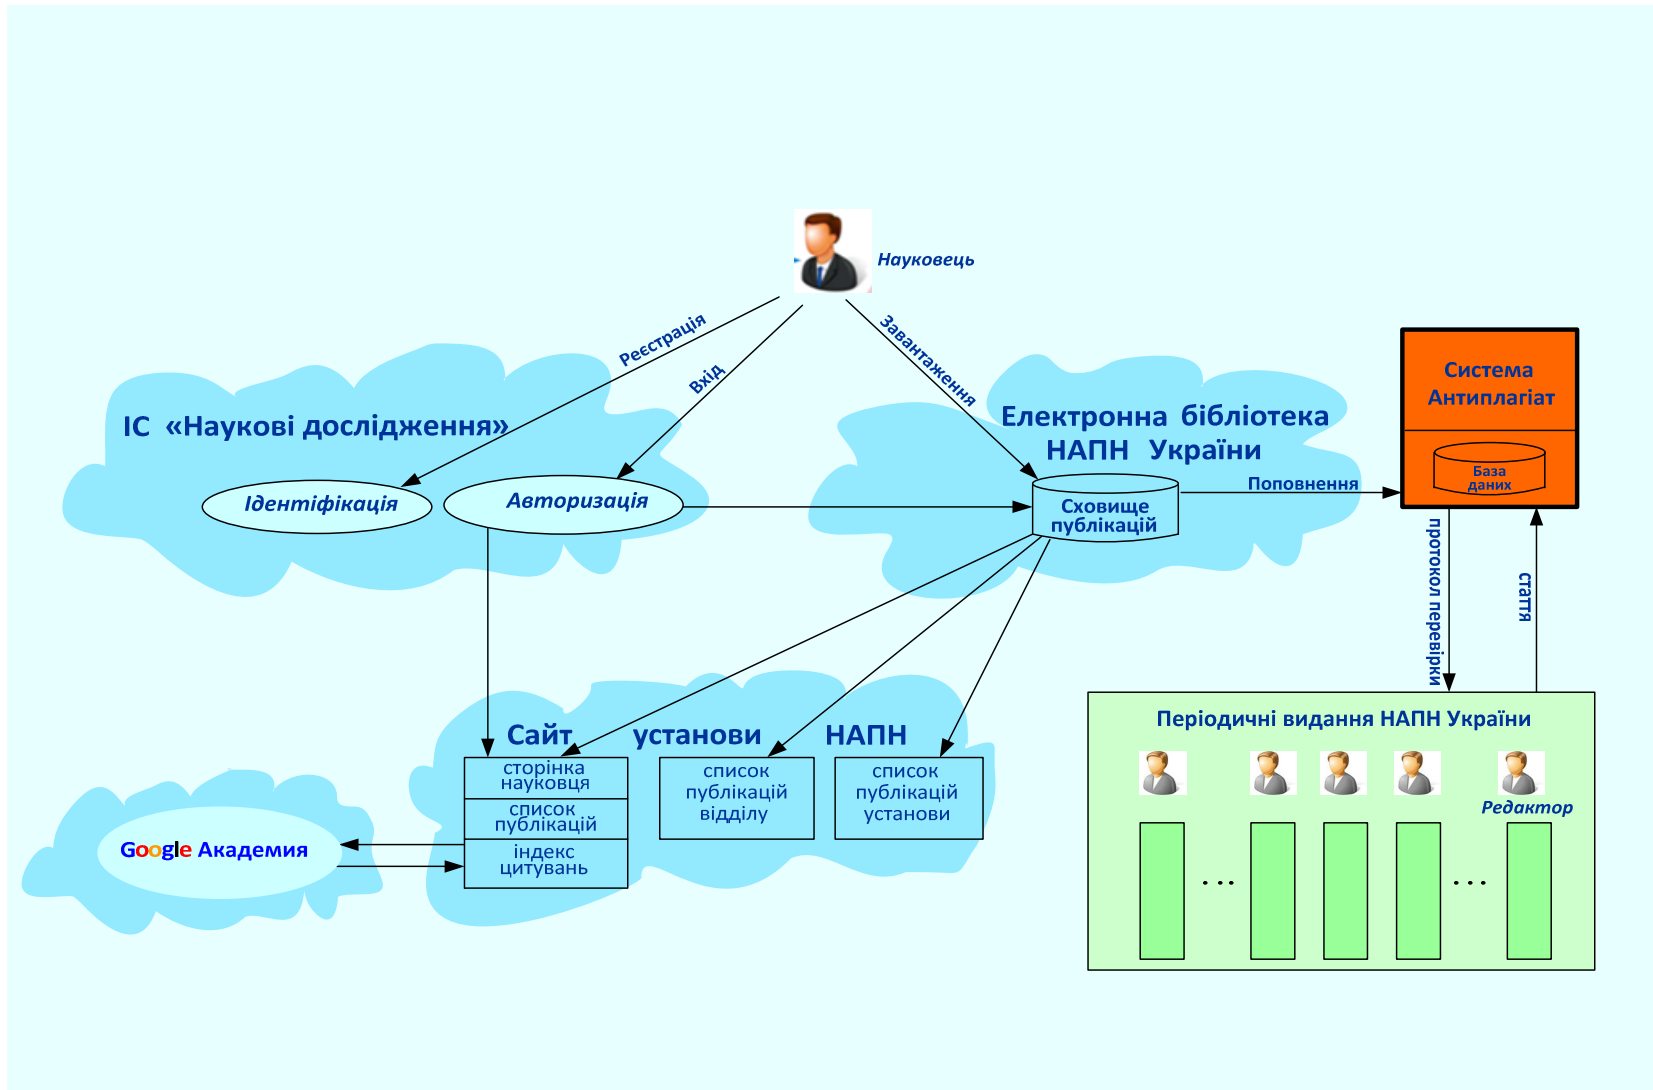 Науковець
Реєстрація
Вхід
Завантаження
ІС «Наукові дослідження»
Ідентифікація
Авторизація
Електронна бібліотека
НАПН України
Сховище
публікацій
Поповнення
Система
Антиплагіат
База
даних
протокол перевірки
стаття
Сайт установи НАПН
сторінка
науковця
список
публікацій
індекс
цитувань
список
публікацій
відділу
список
публікацій
установи
Google Академия
Періодичні видання НАПН України
Редактор
. . .
. . .